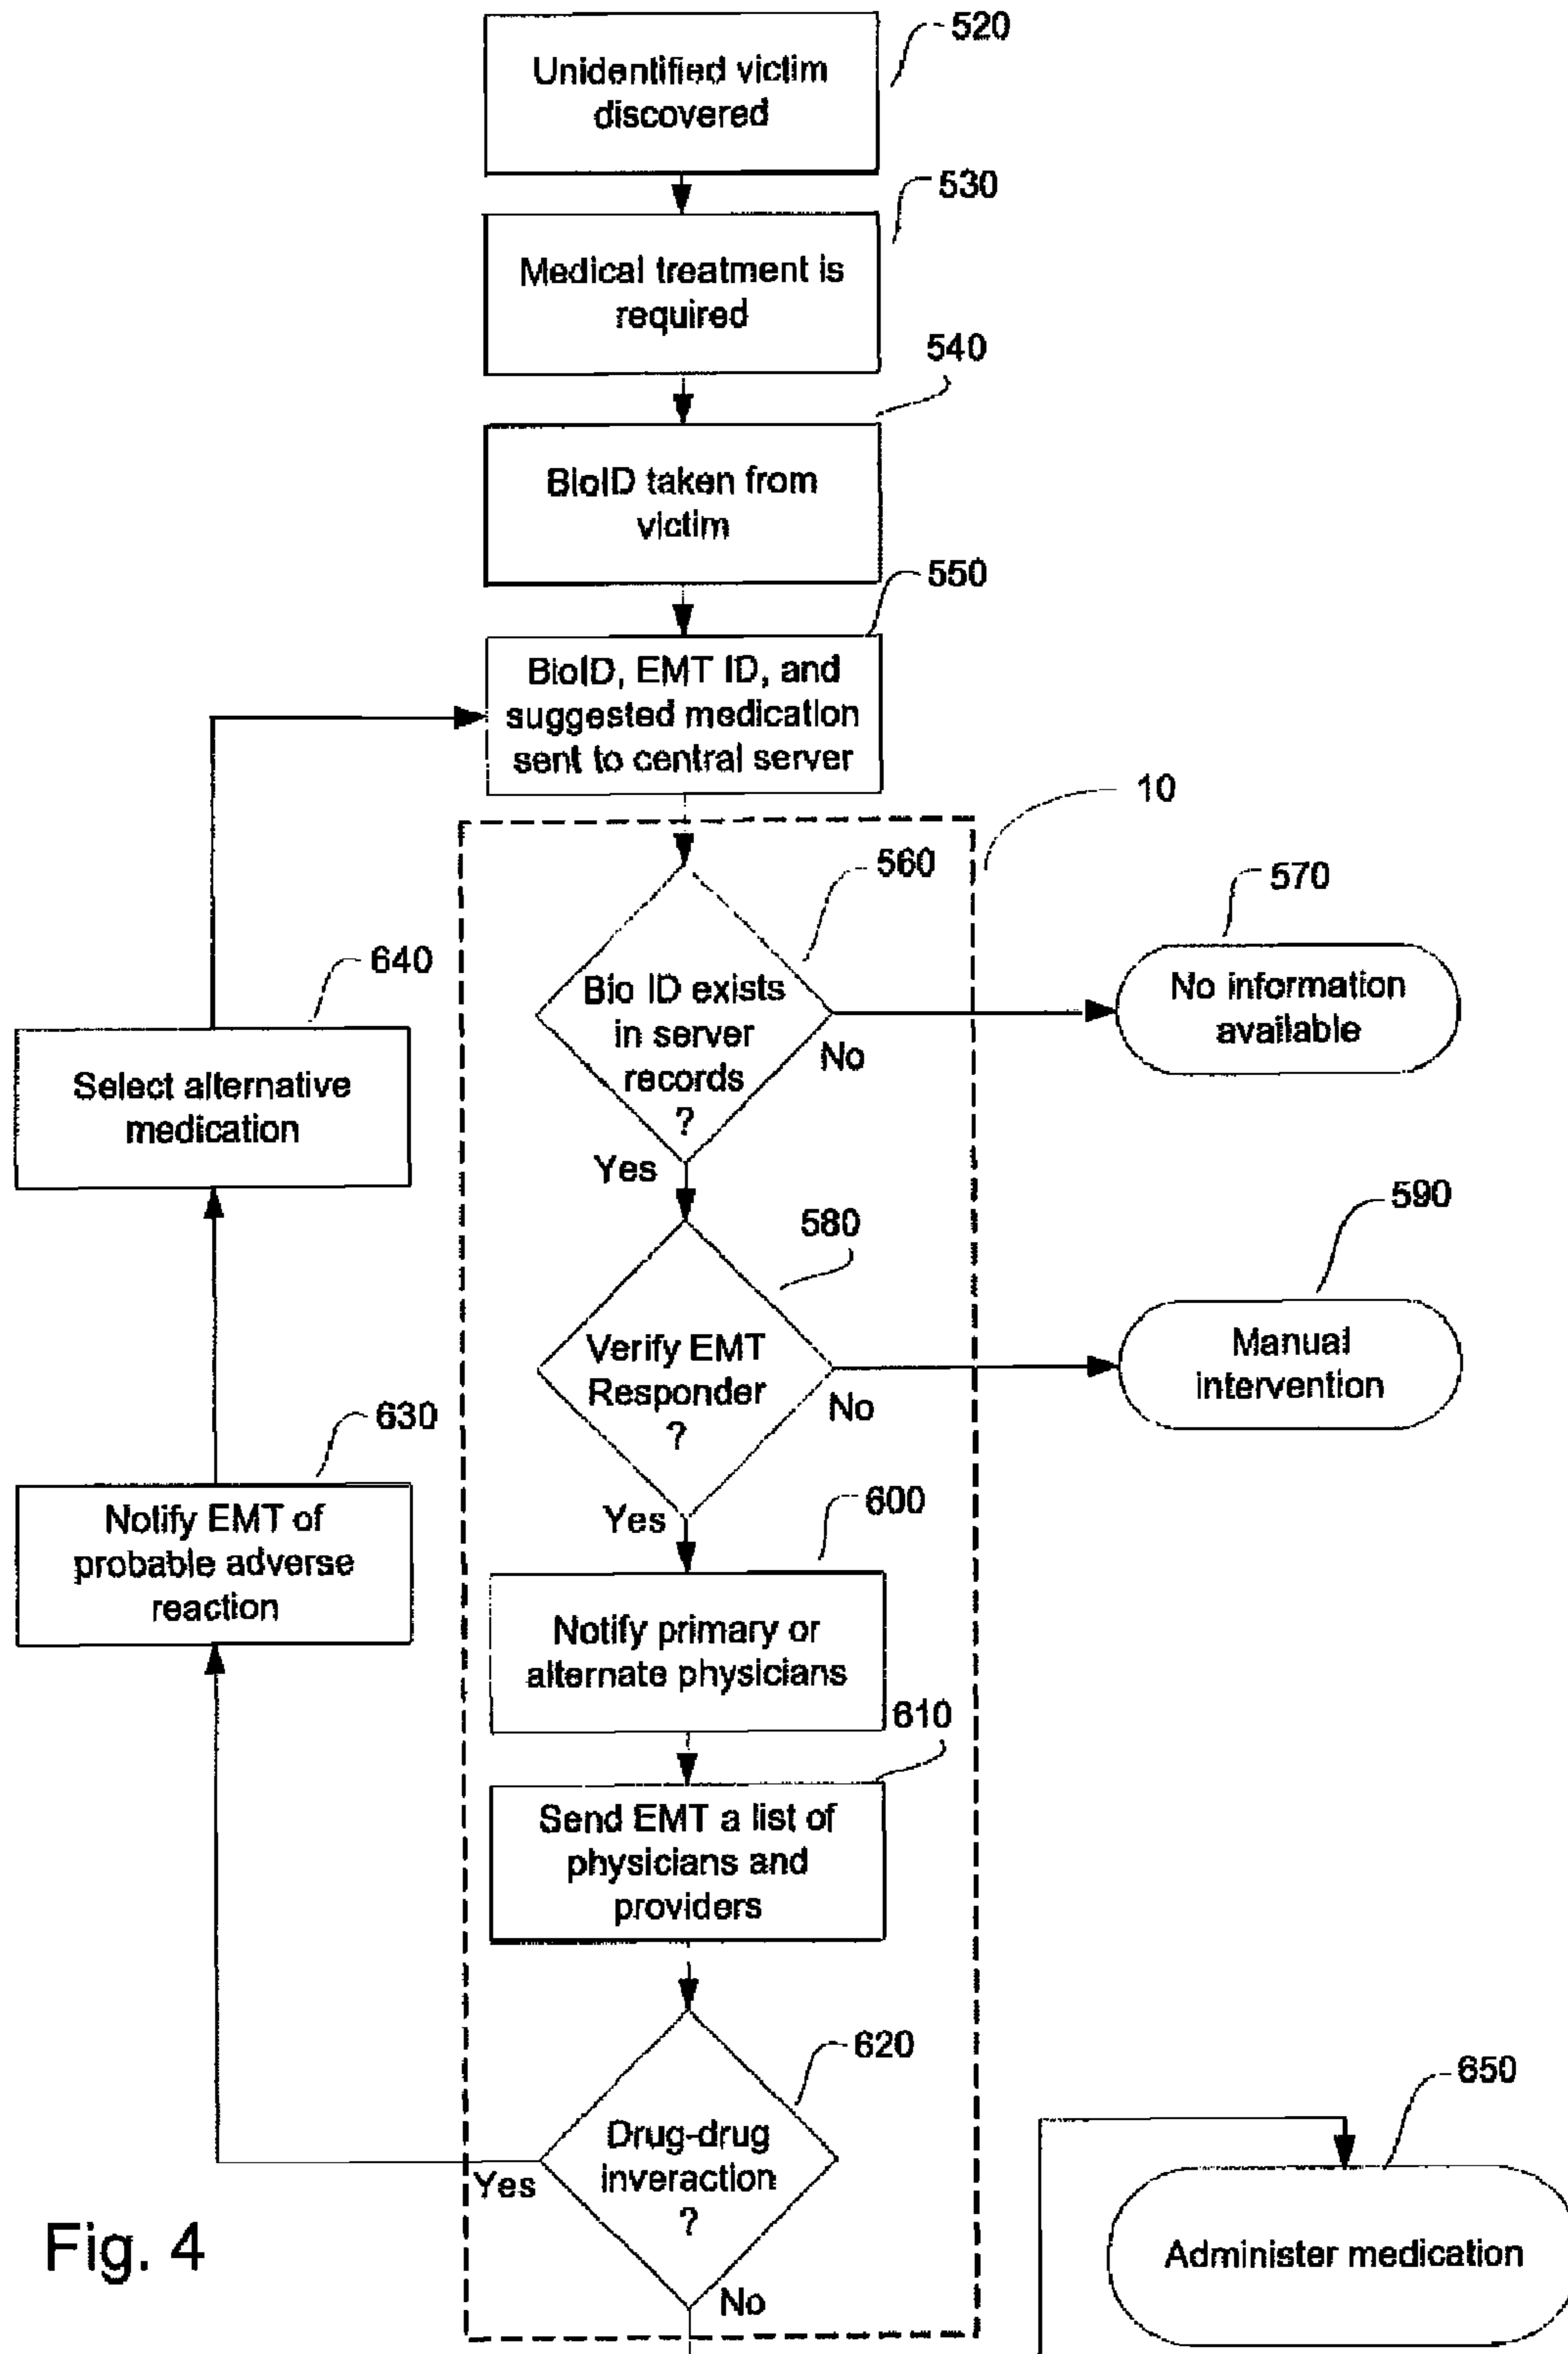 520
Unidentified victim
discovered
530
Medical treatment is
required
540
BioID taken from
victim
550
BioID, EMT ID, and
suggested medication
sent to central server
10
560
Bio ID exists
in server
records
?
No
Yes
570
No information
available
580
Verify EMT
Responder
?
No
Yes
590
Manual
intervention
600
Notify primary or
alternate physicians
610
Send EMT a list of
physicians and
providers
620
Drug-drug
inveraction
?
Yes
No
630
Notify EMT of
probable adverse
reaction
640
Select alternative
medication
650
Administer medication
Fig. 4